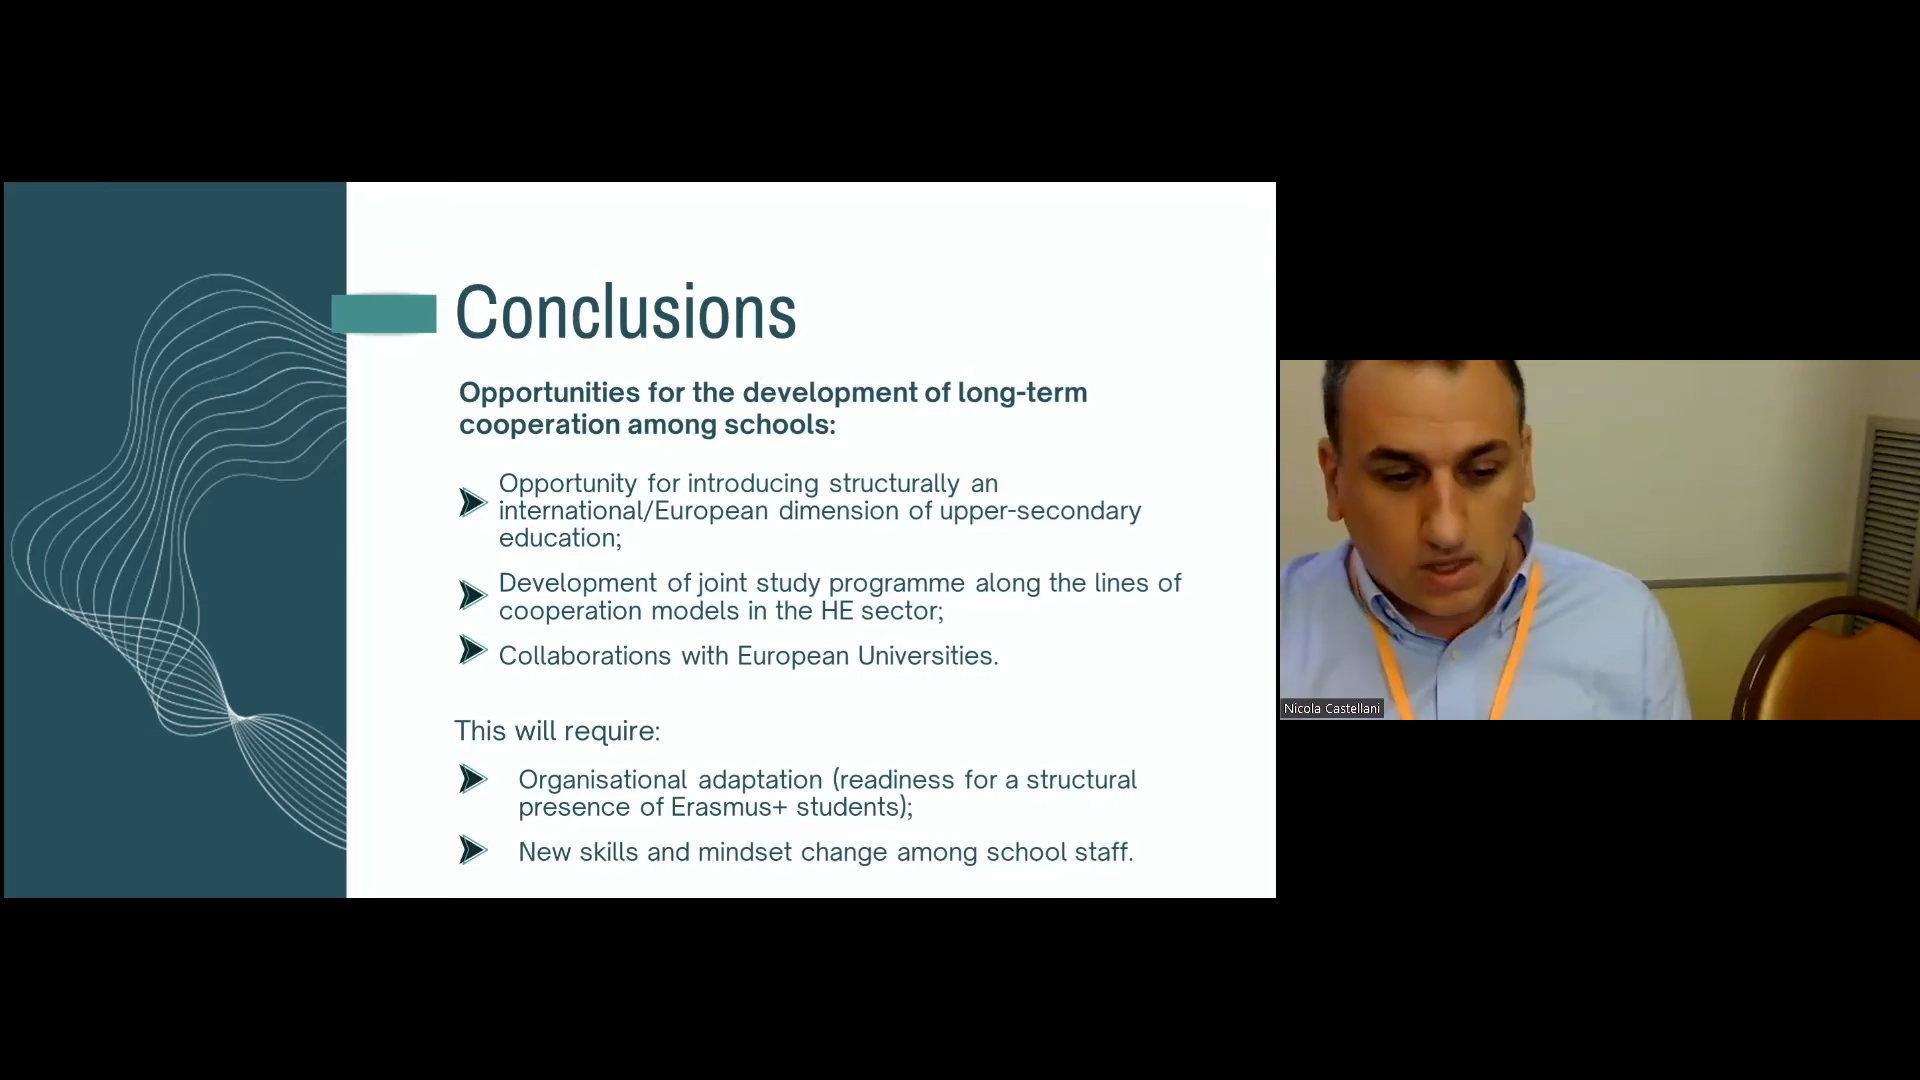 Conclusions
Opportunities for the development of long-term
cooperation among schools:
Opportunity for introducing structurally an
international/European dimension of upper-secondary
education;
Development of joint study programme along the lines of
cooperation models in the HE sector;
Collaborations with European Universities.
This will require:
Organisational adaptation (readiness for a structural
presence of Erasmus+ students);
New skills and mindset change among school staff.
Nicola Castellani